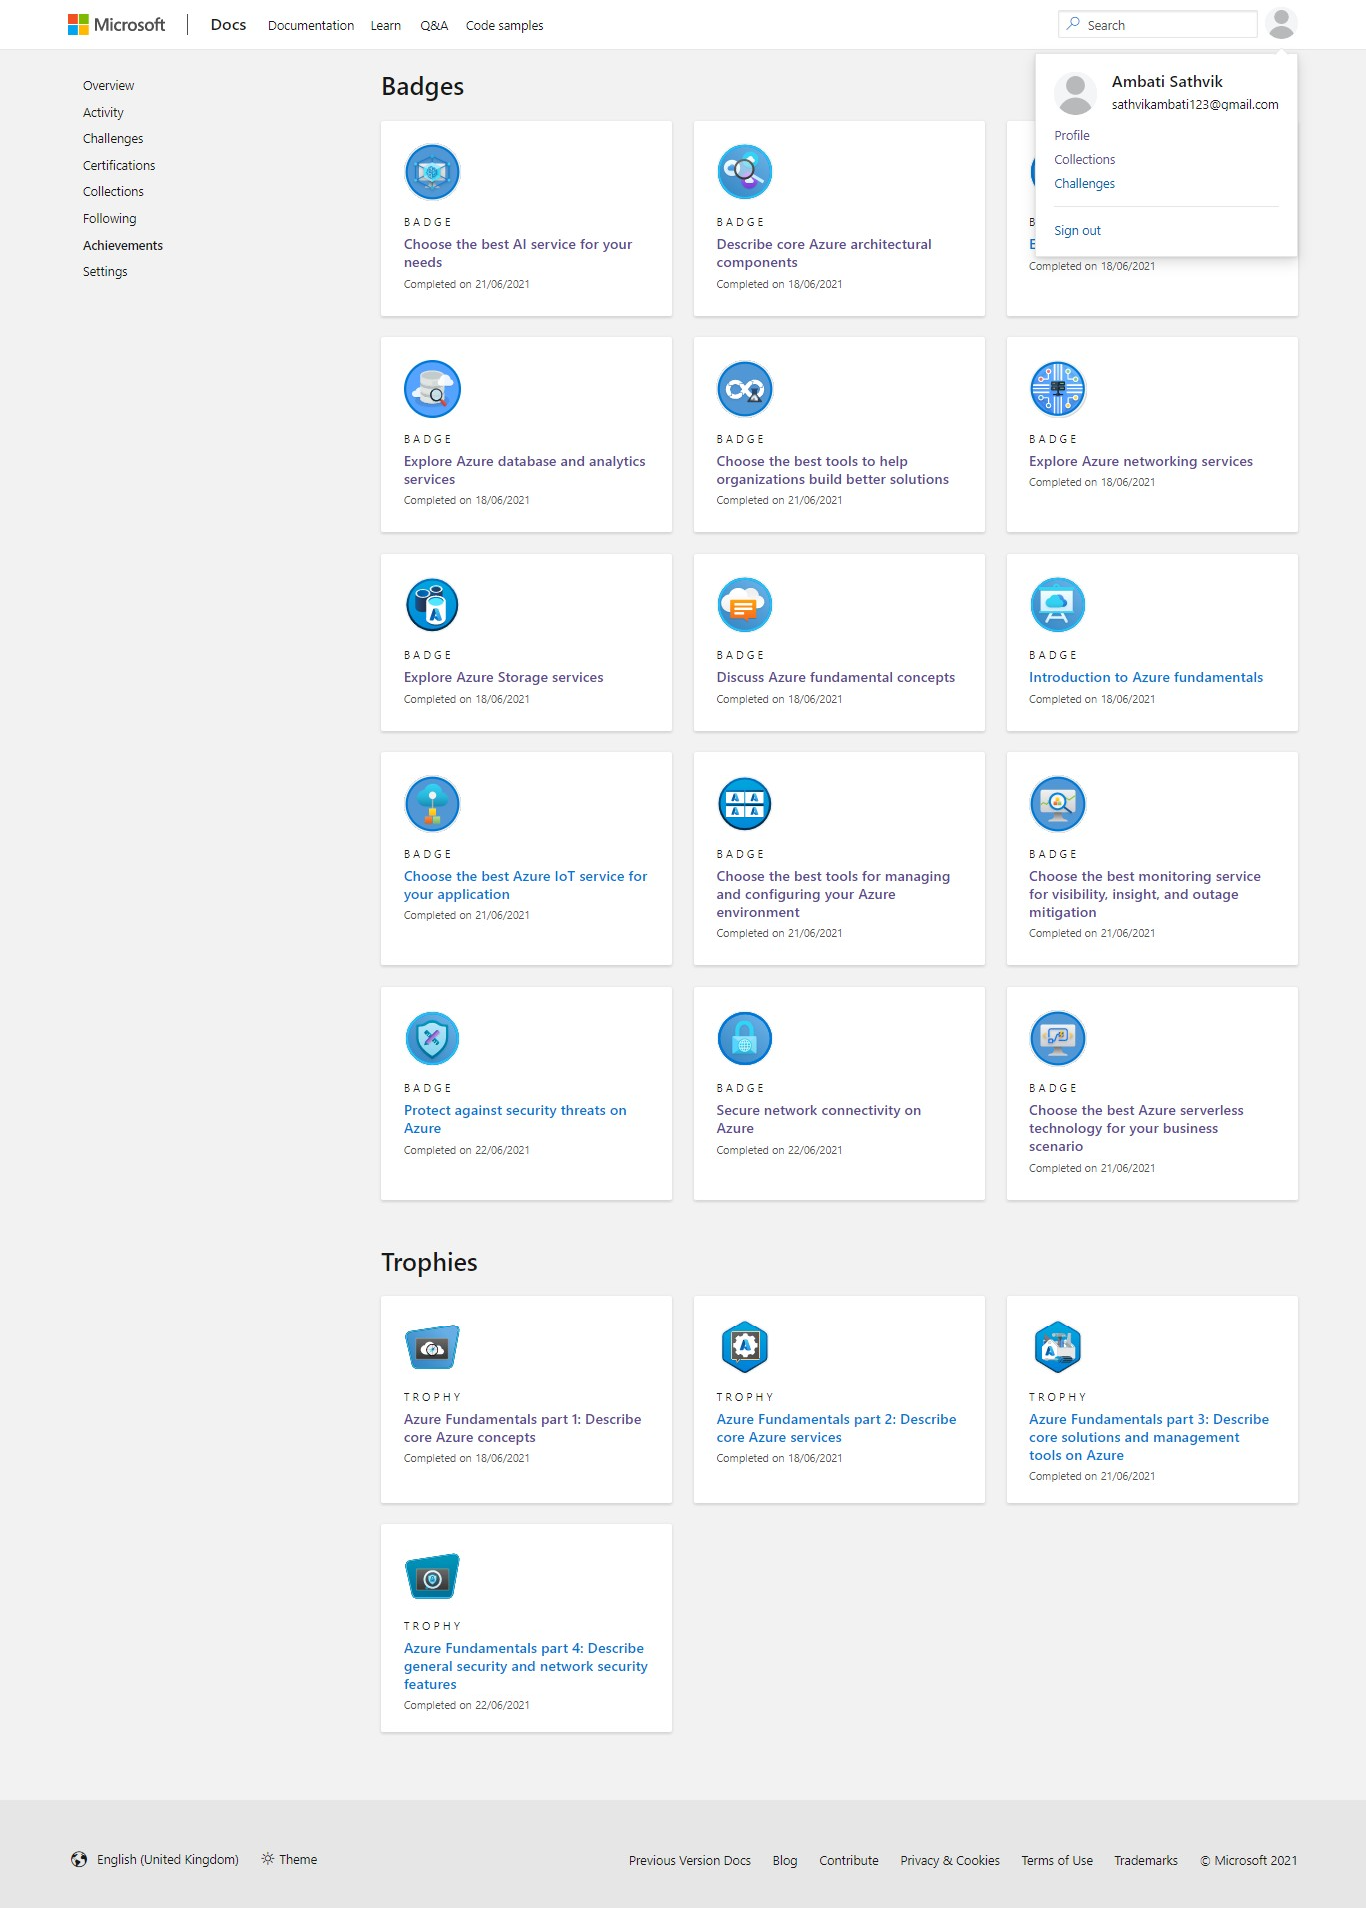 Microsoft
Docs
Documentation
Learn
Q&A
Code samples
Search
Ambati Sathvik
sathvikambati123@gmail.com
Profile
Collections
Challenges
Sign out
Overview
Activity
Challenges
Certifications
Collections
Following
Achievements
Settings
Badges
BADGE
Choose the best AI service for your
needs
Completed on 21/06/2021
BADGE
Describe core Azure architectural
components
Completed on 18/06/2021
Completed on 18/06/2021
BADGE
Explore Azure database and analytics
services
Completed on 18/06/2021
BADGE
Choose the best tools to help
organizations build better solutions
Completed on 21/06/2021
BADGE
Explore Azure networking services
Completed on 18/06/2021
BADGE
Explore Azure Storage services
Completed on 18/06/2021
BADGE
Discuss Azure fundamental concepts
Completed on 18/06/2021
BADGE
Introduction to Azure fundamentals
Completed on 18/06/2021
BADGE
Choose the best Azure IoT service for
your application
Completed on 21/06/2021
BADGE
Choose the best tools for managing
and configuring your Azure
environment
Completed on 21/06/2021
BADGE
Choose the best monitoring service
for visibility, insight, and outage
mitigation
Completed on 21/06/2021
BADGE
Protect against security threats on
Azure
Completed on 22/06/2021
BADGE
Secure network connectivity on
Azure
Completed on 22/06/2021
BADGE
Choose the best Azure serverless
technology for your business
scenario
Completed on 21/06/2021
Trophies
TROPHY
Azure Fundamentals part 1: Describe
core Azure concepts
Completed on 18/06/2021
TROPHY
Azure Fundamentals part 2: Describe
core Azure services
Completed on 18/06/2021
TROPHY
Azure Fundamentals part 3: Describe
core solutions and management
tools on Azure
Completed on 21/06/2021
TROPHY
Azure Fundamentals part 4: Describe
general security and network security
features
Completed on 22/06/2021
English (United Kingdom)
Theme
Previous Version Docs
Blog
Contribute
Privacy & Cookies
Terms of Use
Trademarks
© Microsoft 2021